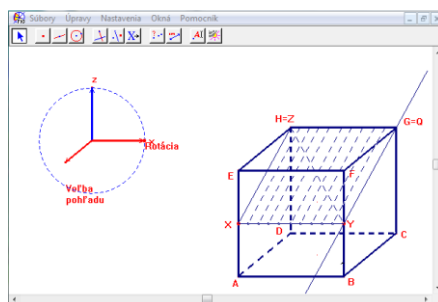 Súbory Úpravy Nastavenia Okná Pomocník
z
x
Rotácia
Voľba
pohľadu
H=Z
G=Q
E
F
X
D
Y
C
A
B